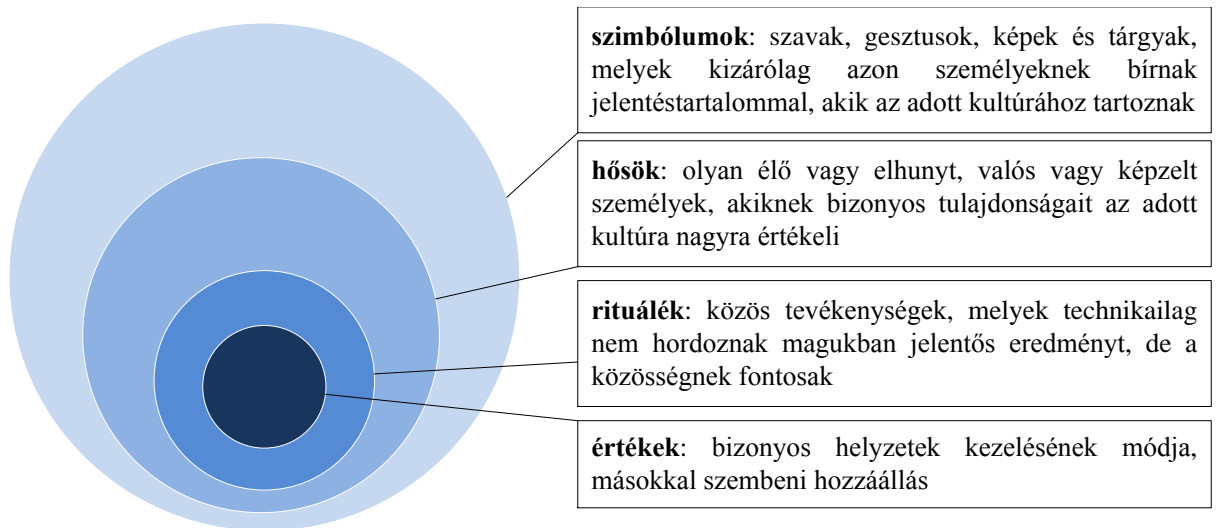 szimbólumok: szavak, gesztusok, képek és tárgyak,
melyek kizárólag azon személyeknek bírnak
jelentéstartalommal, akik az adott kultúrához tartoznak
hősök: olyan élő vagy elhunyt, valós vagy képzelt
személyek, akiknek bizonyos tulajdonságait az adott
kultúra nagyra értékeli
rituálék: közös tevékenységek, melyek technikailag
nem hordoznak magukban jelentős eredményt, de a
közösségnek fontosak
értékek: bizonyos helyzetek kezelésének módja,
másokkal szembeni hozzáállás